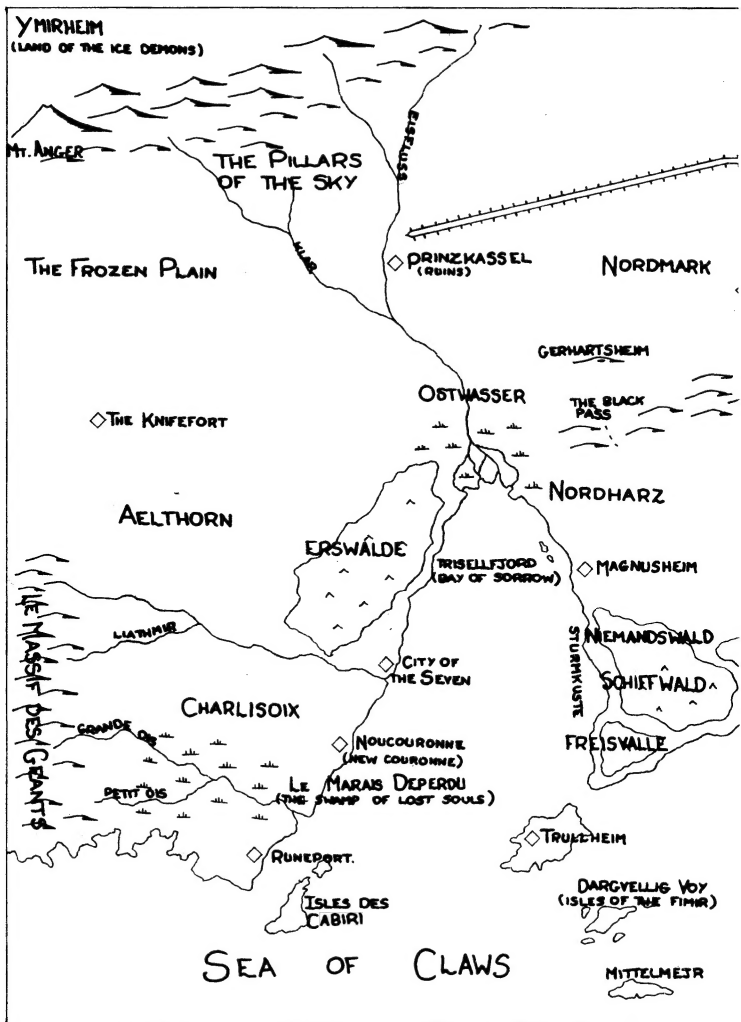 YMIRHEIM
(LAND OF THE ICE DEMONS)
MT. ANGER
THE PILLARS
OF THE SKY
EISFLUSS
KLAR
THE FROZEN PLAIN
PRINZKASSEL
(RUINS)
NORDMARK
GERHARTSHEIM
OSTWASSER
THE BLACK
PASS
THE KNIFEFORT
NORDHARZ
AELTHORN
ERSWÄLDE
TRISELLFJORD
(BAY OF SORROW)
MAGNUSHEIM
LE MASSIF DES GEANTS
LIATHMIR
STURMKUSTE
NIEMANDSWALD
CITY OF
THE SEVEN
SCHIEFWALD
CHARLISOIX
GRANDE OIS
NOUCOURONNE
(NEW COURONNE)
FREISVALLE
PETIT OIS
LE MARAIS DEPERDU
(THE SWAMP OF LOST SOULS)
TRULLHEIM
RUNEPORT.
ISLES DES
CABIRI
DARGVELLIG VOY
(ISLES OF THE FIMIR)
SEA OF CLAWS
MITTELMEJR